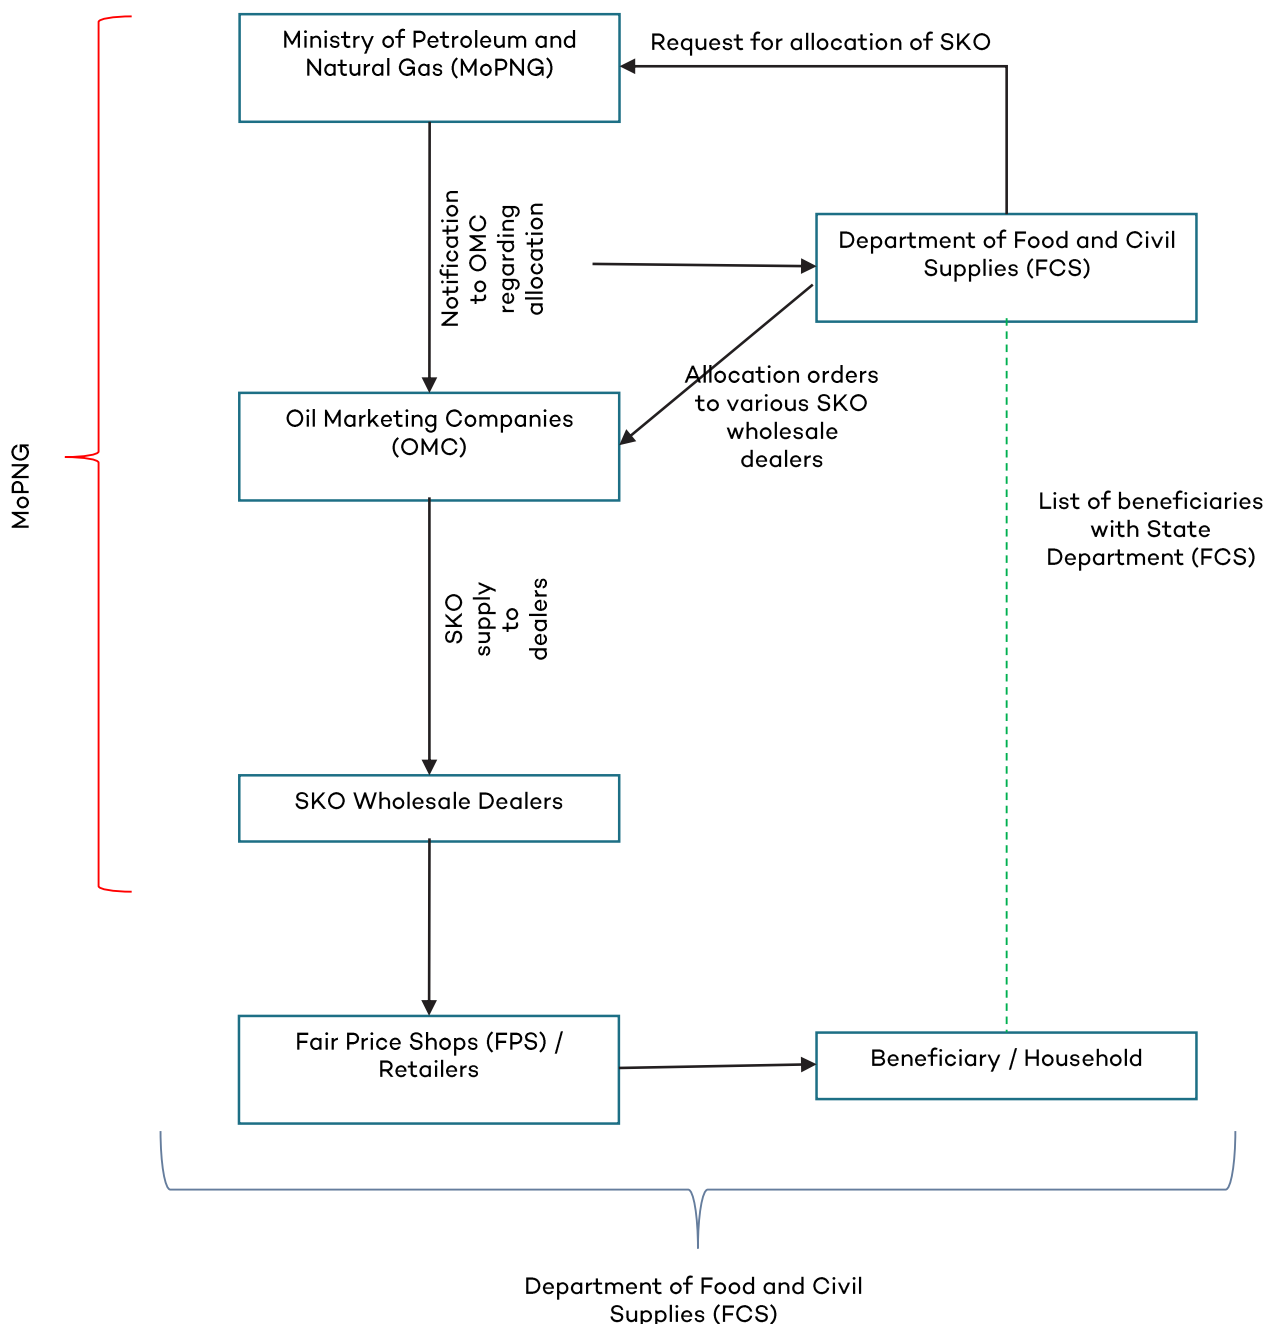 Ministry of Petroleum and
Natural Gas (MoPNG)
Request for allocation of SKO
Notification
to OMC
regarding
allocation
Department of Food and Civil
Supplies (FCS)
Oil Marketing Companies
(OMC)
Allocation orders
to various SKO
wholesale
dealers
MoPNG
List of beneficiaries
with State
Department (FCS)
SKO
supply
to
dealers
SKO Wholesale Dealers
Fair Price Shops (FPS) /
Retailers
Beneficiary / Household
Department of Food and Civil
Supplies (FCS)